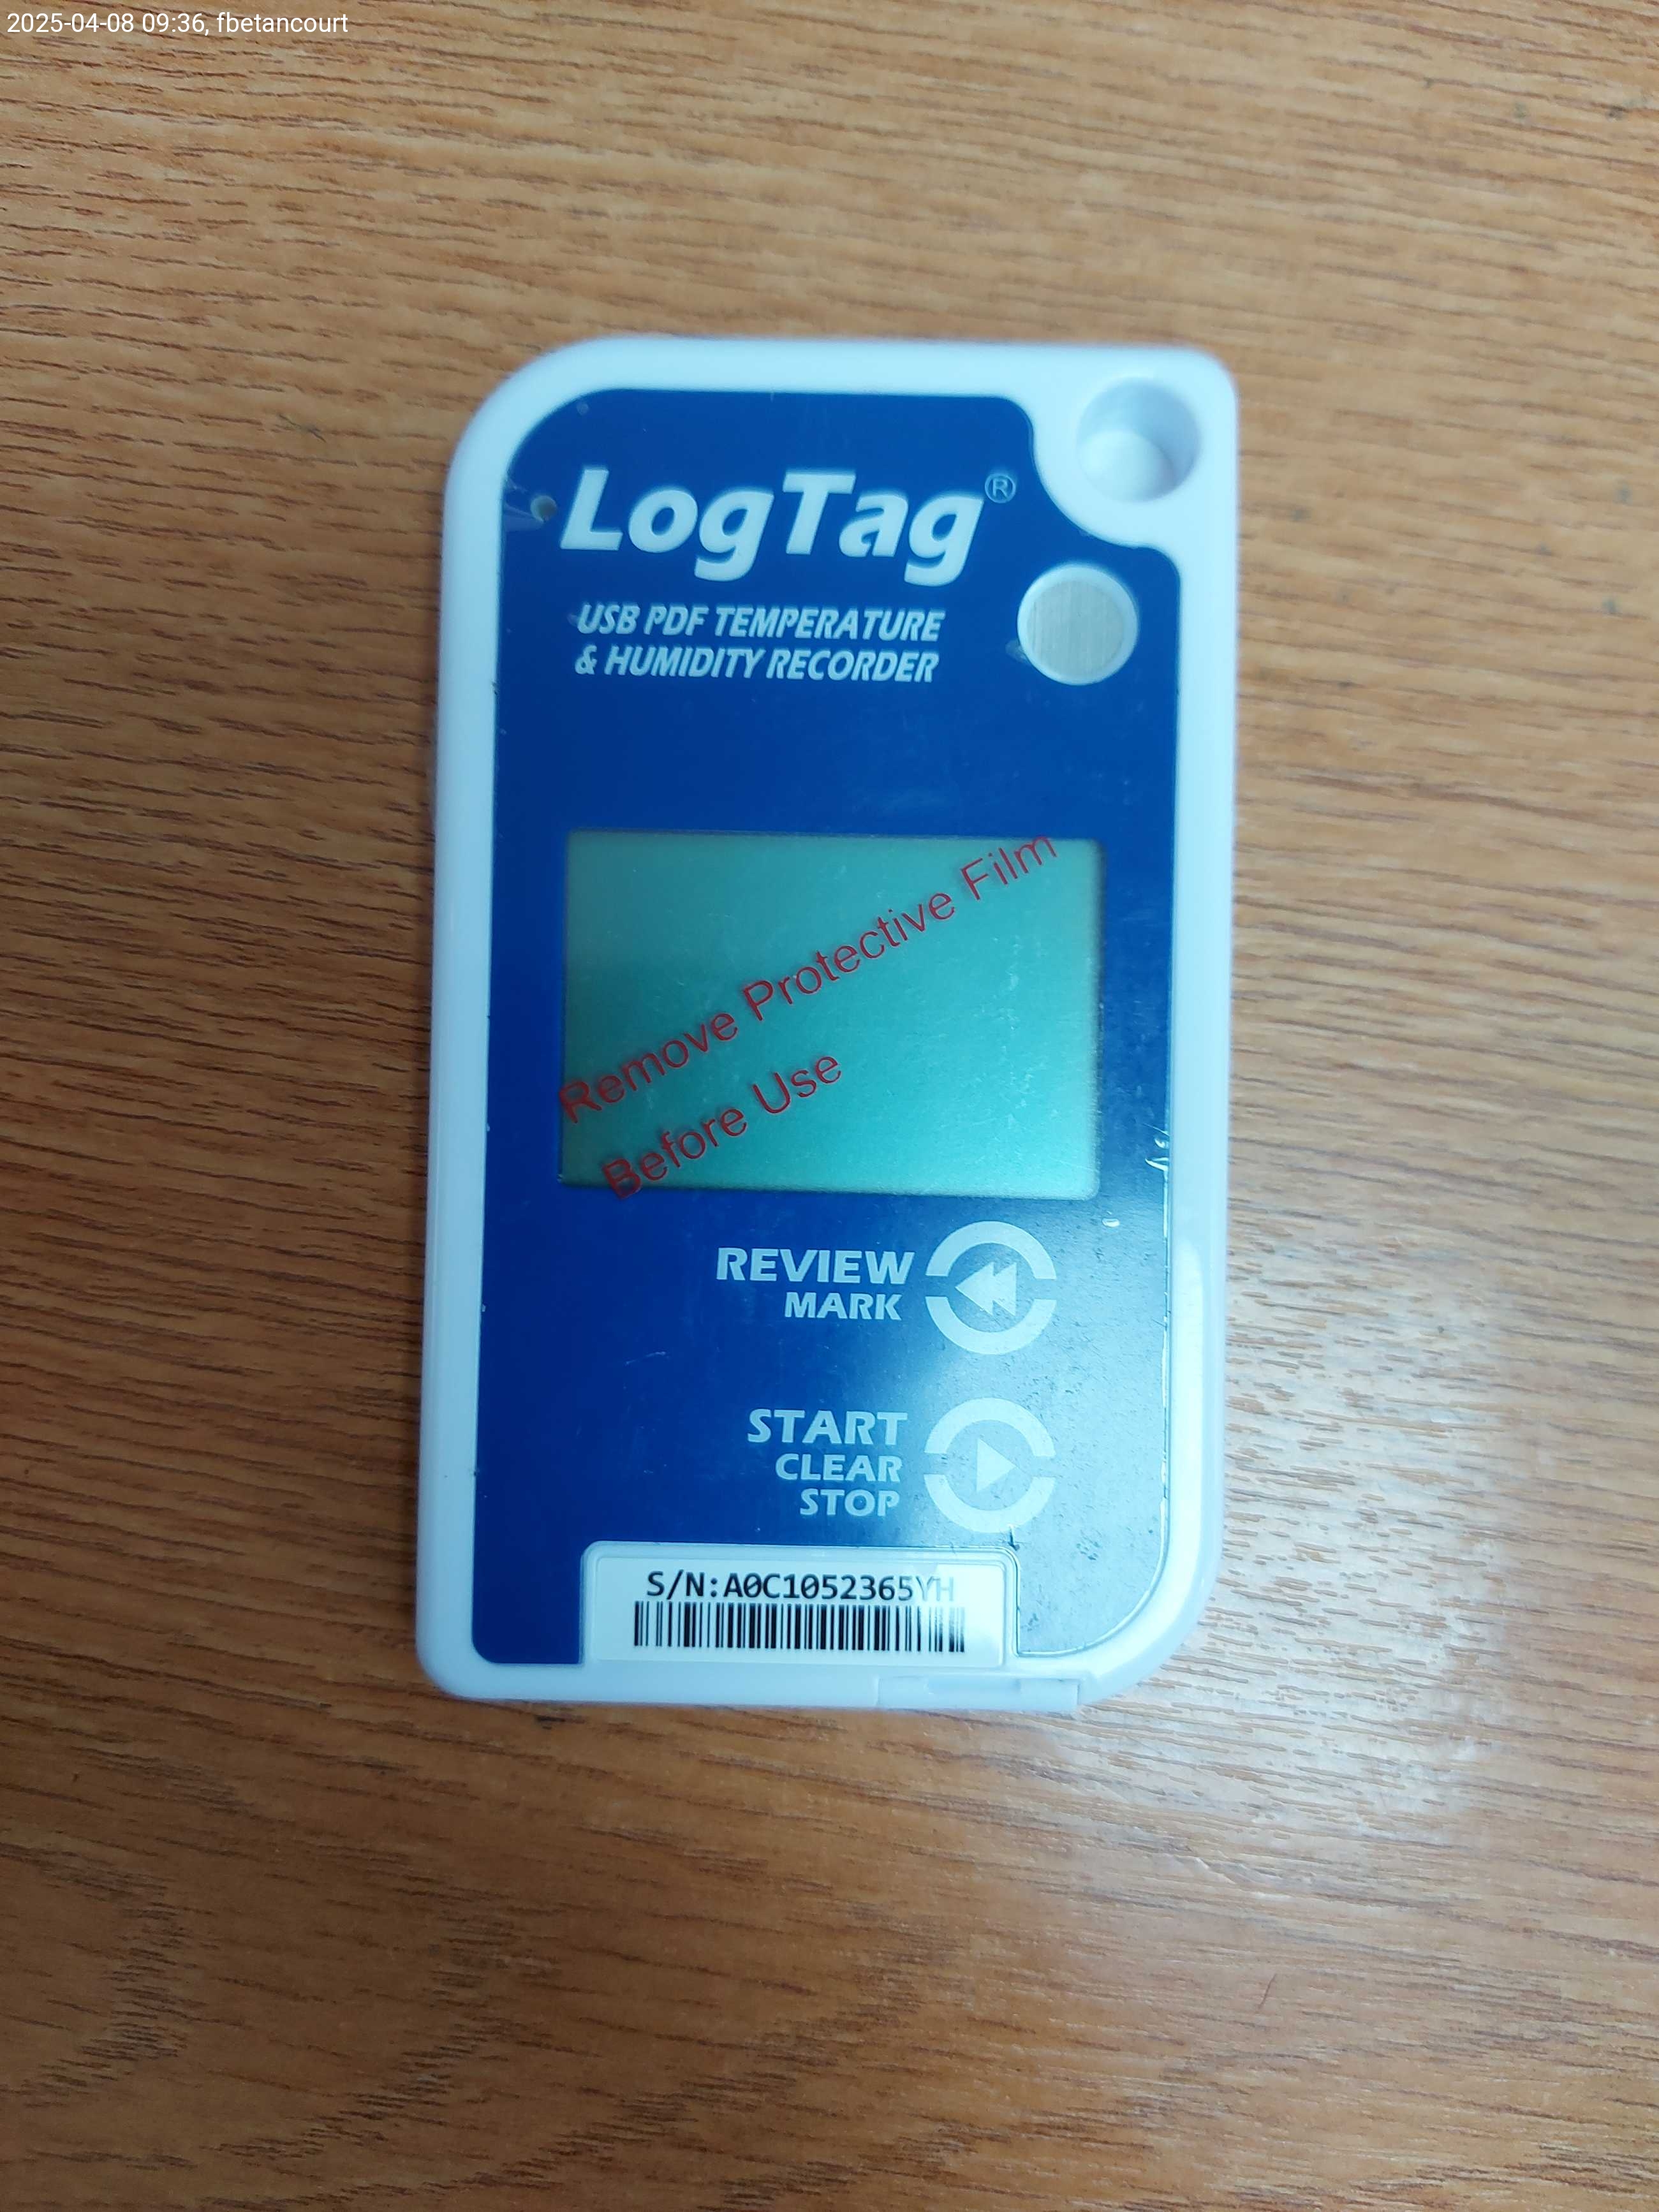 2025-04-08 09:36, fbetancourt
LogTag®
USB PDF TEMPERATURE
& HUMIDITY RECORDER
Remove Protective Film
Before Use
REVIEW
MARK
START
CLEAR
STOP
S/N:A0C1052365YH